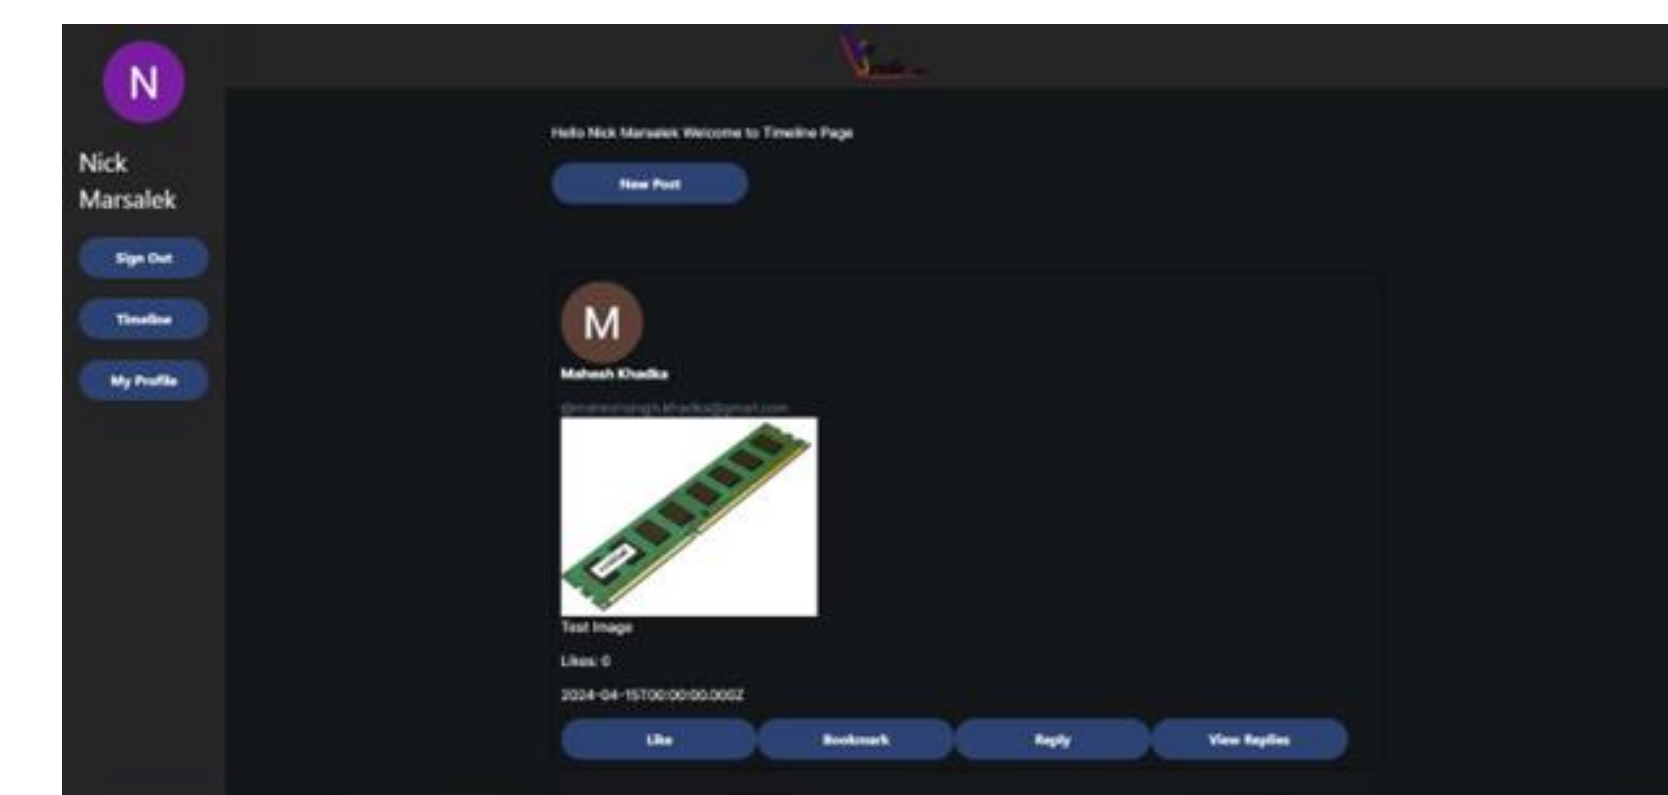 N
Nick
Marsalek
Sign Out
Timeline
My Profile
Hello Nick Marsalek Welcome to Timeline Page
New Post
M
Mahesh Khadka
Test Image
Likes: 0
2024-04-15T00:00:00.000Z
Like Bookmark Reply View Replies